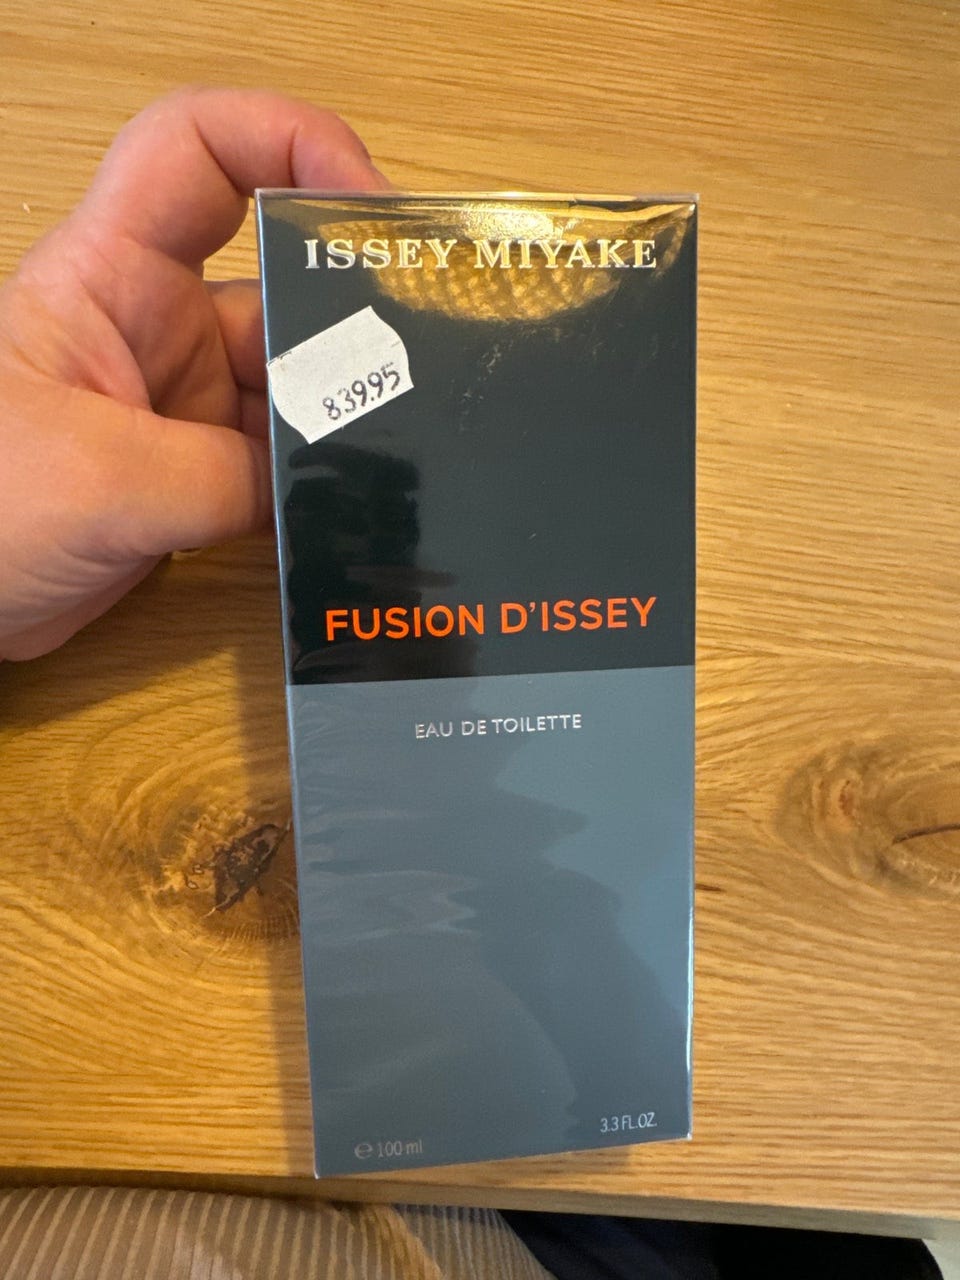 ISSEY MIYAKE
839.95
FUSION D'ISSEY
EAU DE TOILETTE
3.3 FL.OZ.
℮ 100 ml